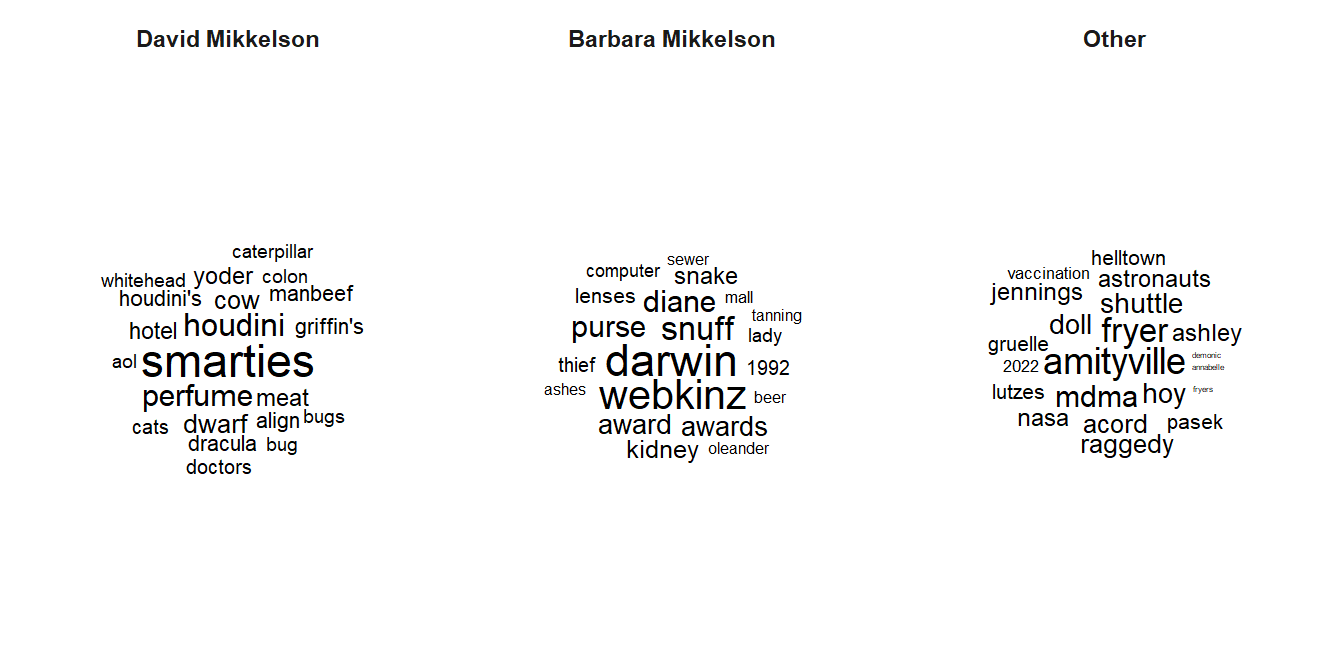 David Mikkelson
caterpillar
whitehead yoder colon
houdini's cow manbeef
hotel houdini griffin's
aol smarties
perfume meat
cats dwarf align bugs
dracula bug
doctors
Barbara Mikkelson
sewer
computer snake
lenses diane mall
tanning
purse snuff lady
thief darwin 1992
ashes webkinz beer
award awards
kidney oleander
Other
helltown
vaccination astronauts
jennings shuttle
doll fryer ashley
gruelle
2022 amityville demonic
annabelle
lutzes mdma hoy fryers
nasa acord pasek
raggedy